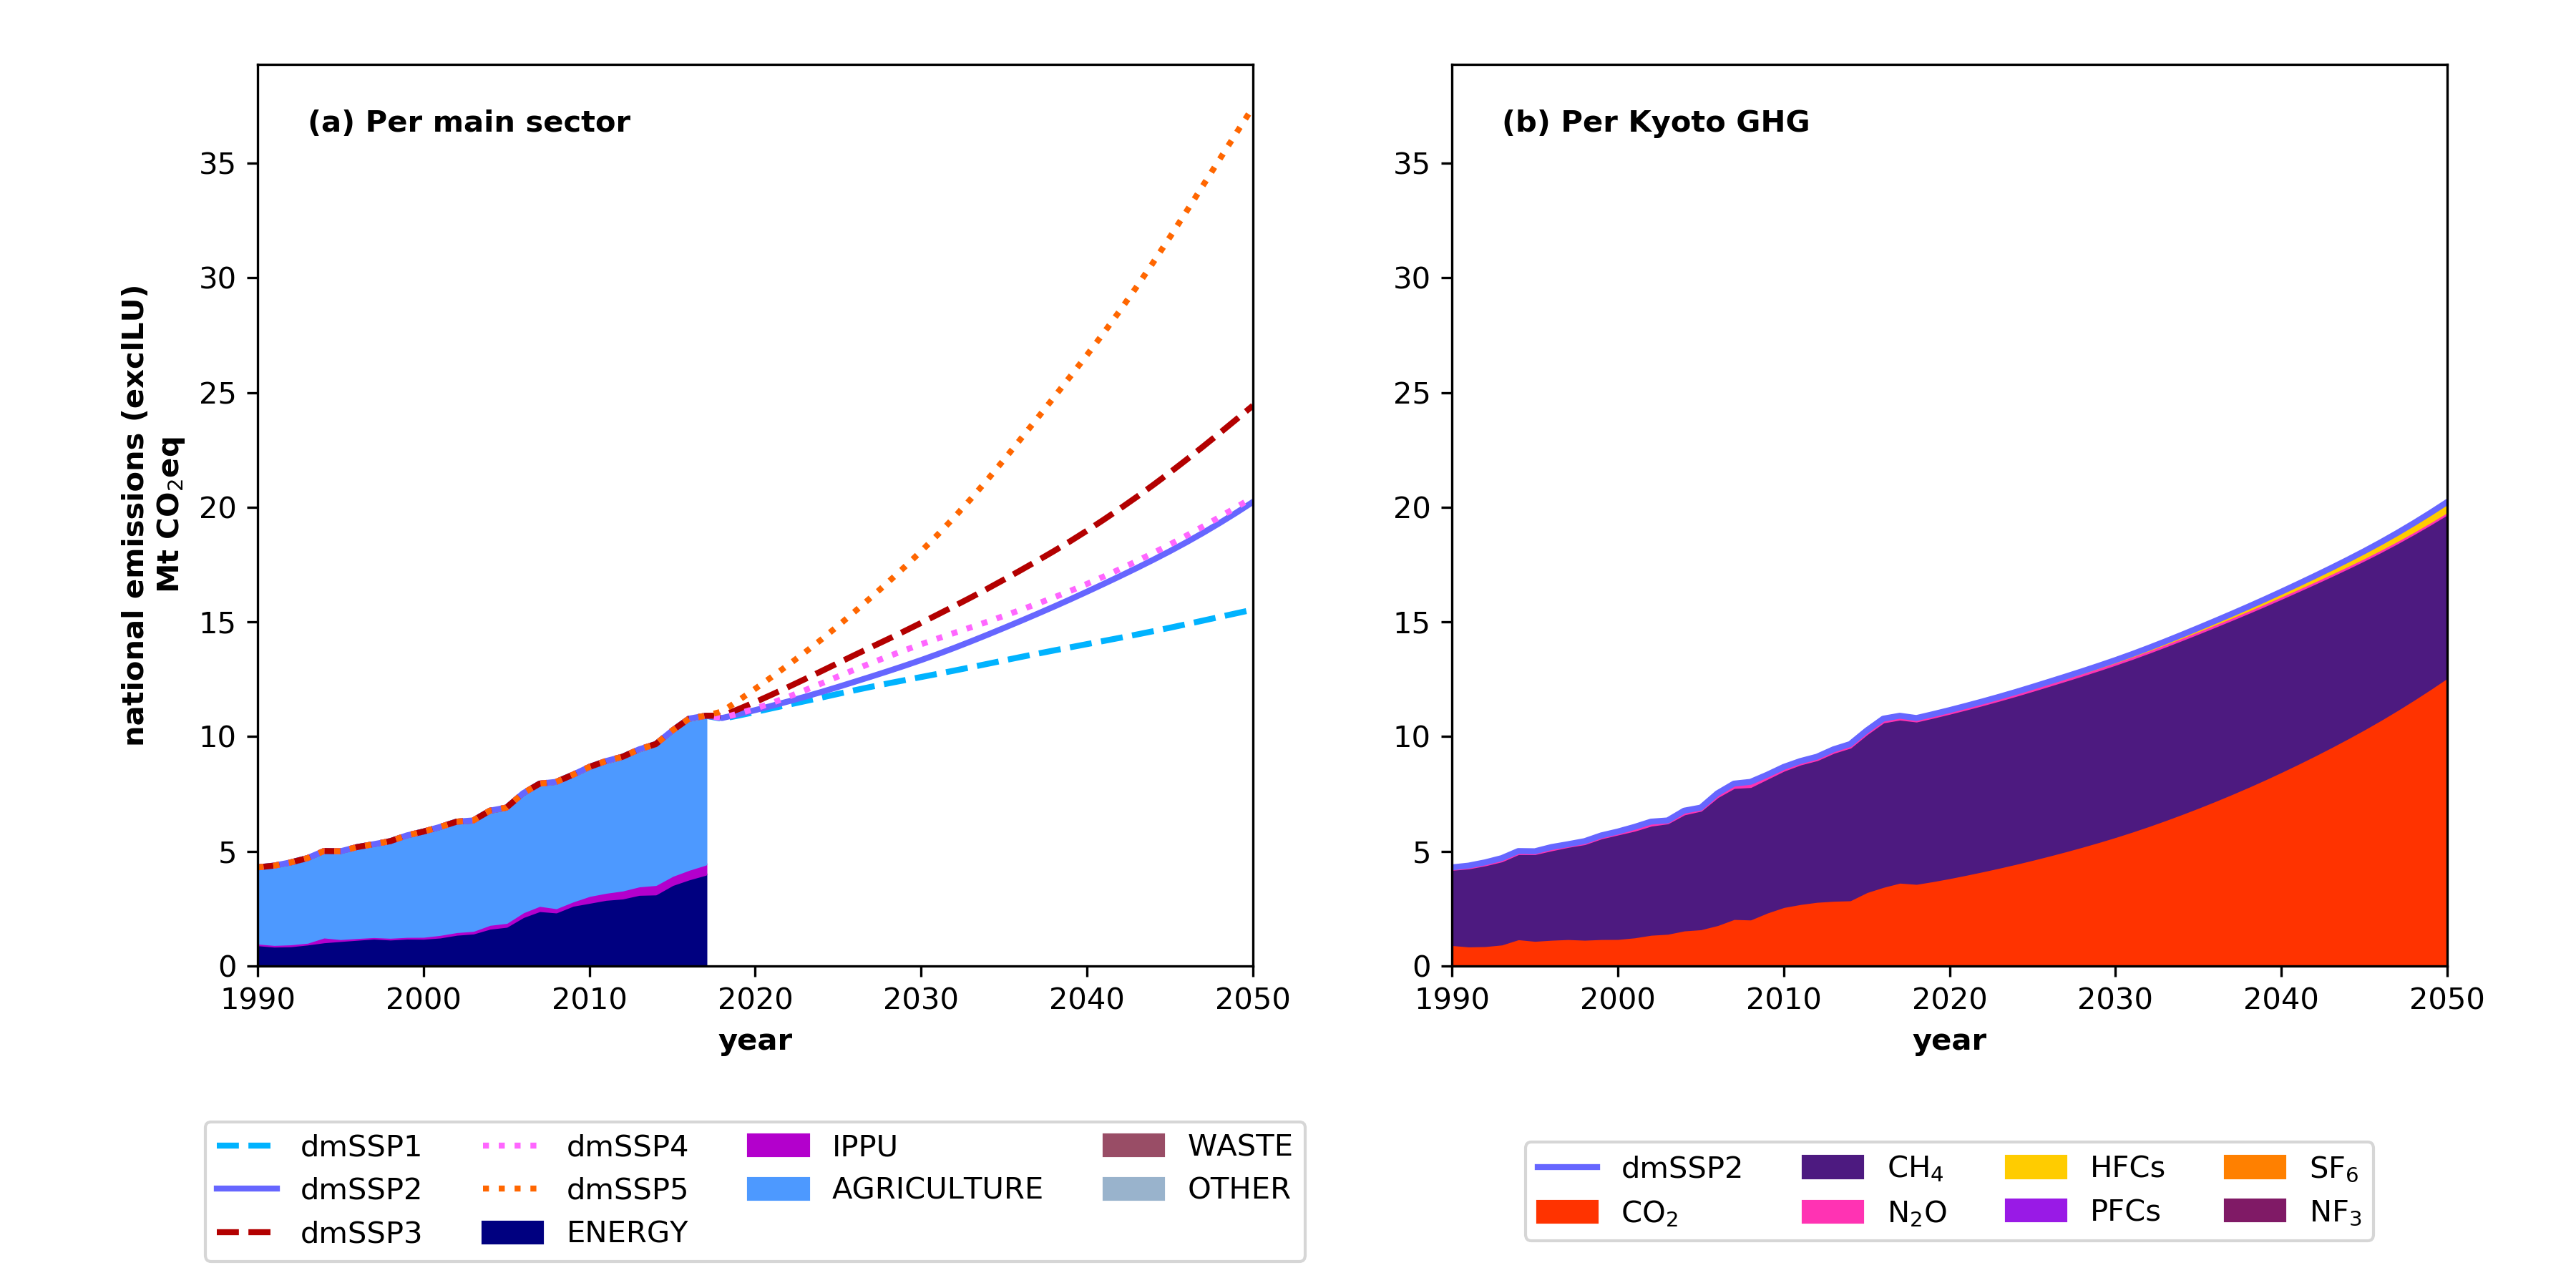 (a) Per main sector
national emissions (exclLU)
Mt CO₂eq
35
30
25
20
15
10
5
0
1990 2000 2010 2020 2030 2040 2050
year
dmSSP1 dmSSP4 IPPU WASTE
dmSSP2 dmSSP5 AGRICULTURE OTHER
dmSSP3 ENERGY
(b) Per Kyoto GHG
35
30
25
20
15
10
5
0
1990 2000 2010 2020 2030 2040 2050
year
dmSSP2 CH₄ HFCs SF₆
CO₂ N₂O PFCs NF₃